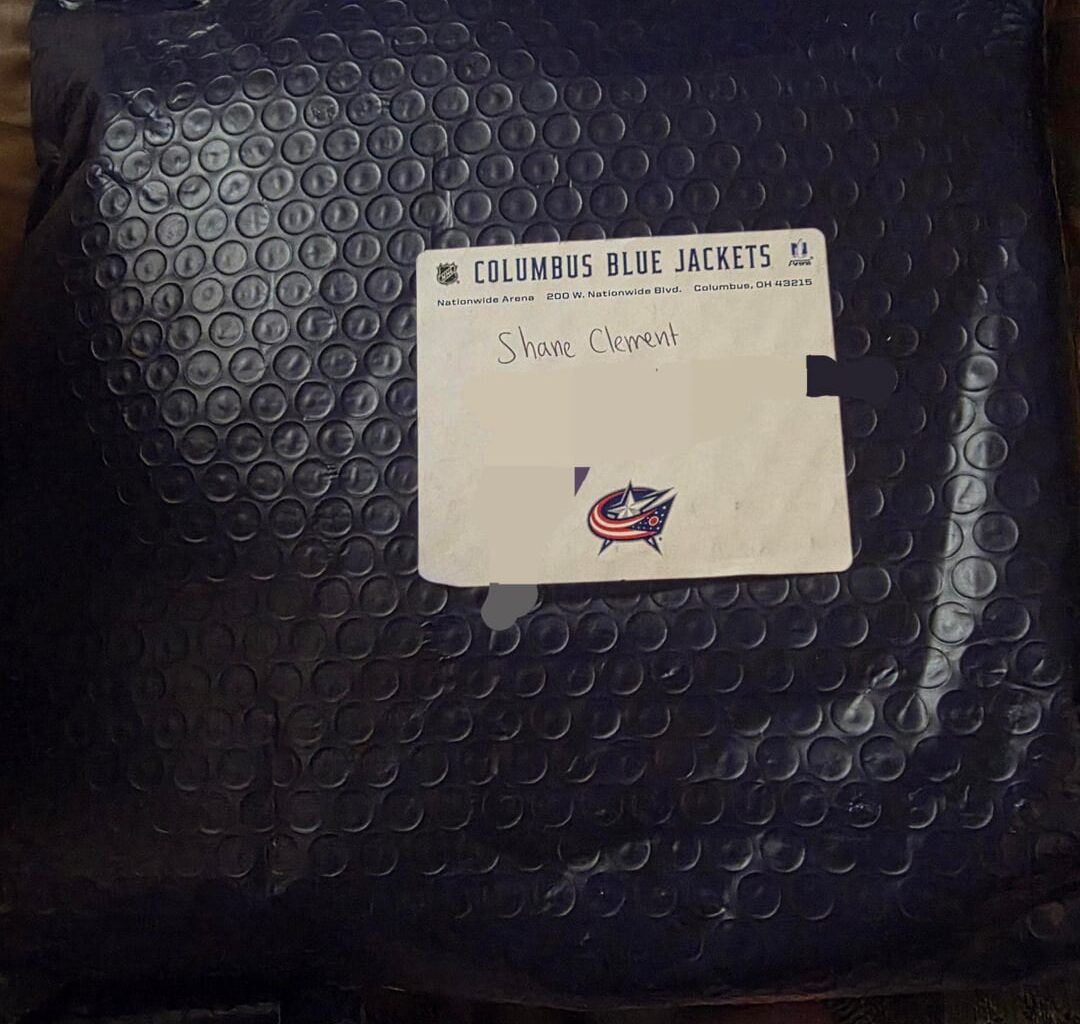 COLUMBUS BLUE JACKETS
Nationwide Arena 200 W. Nationwide Blvd. Columbus, OH 43215
Shane Clement